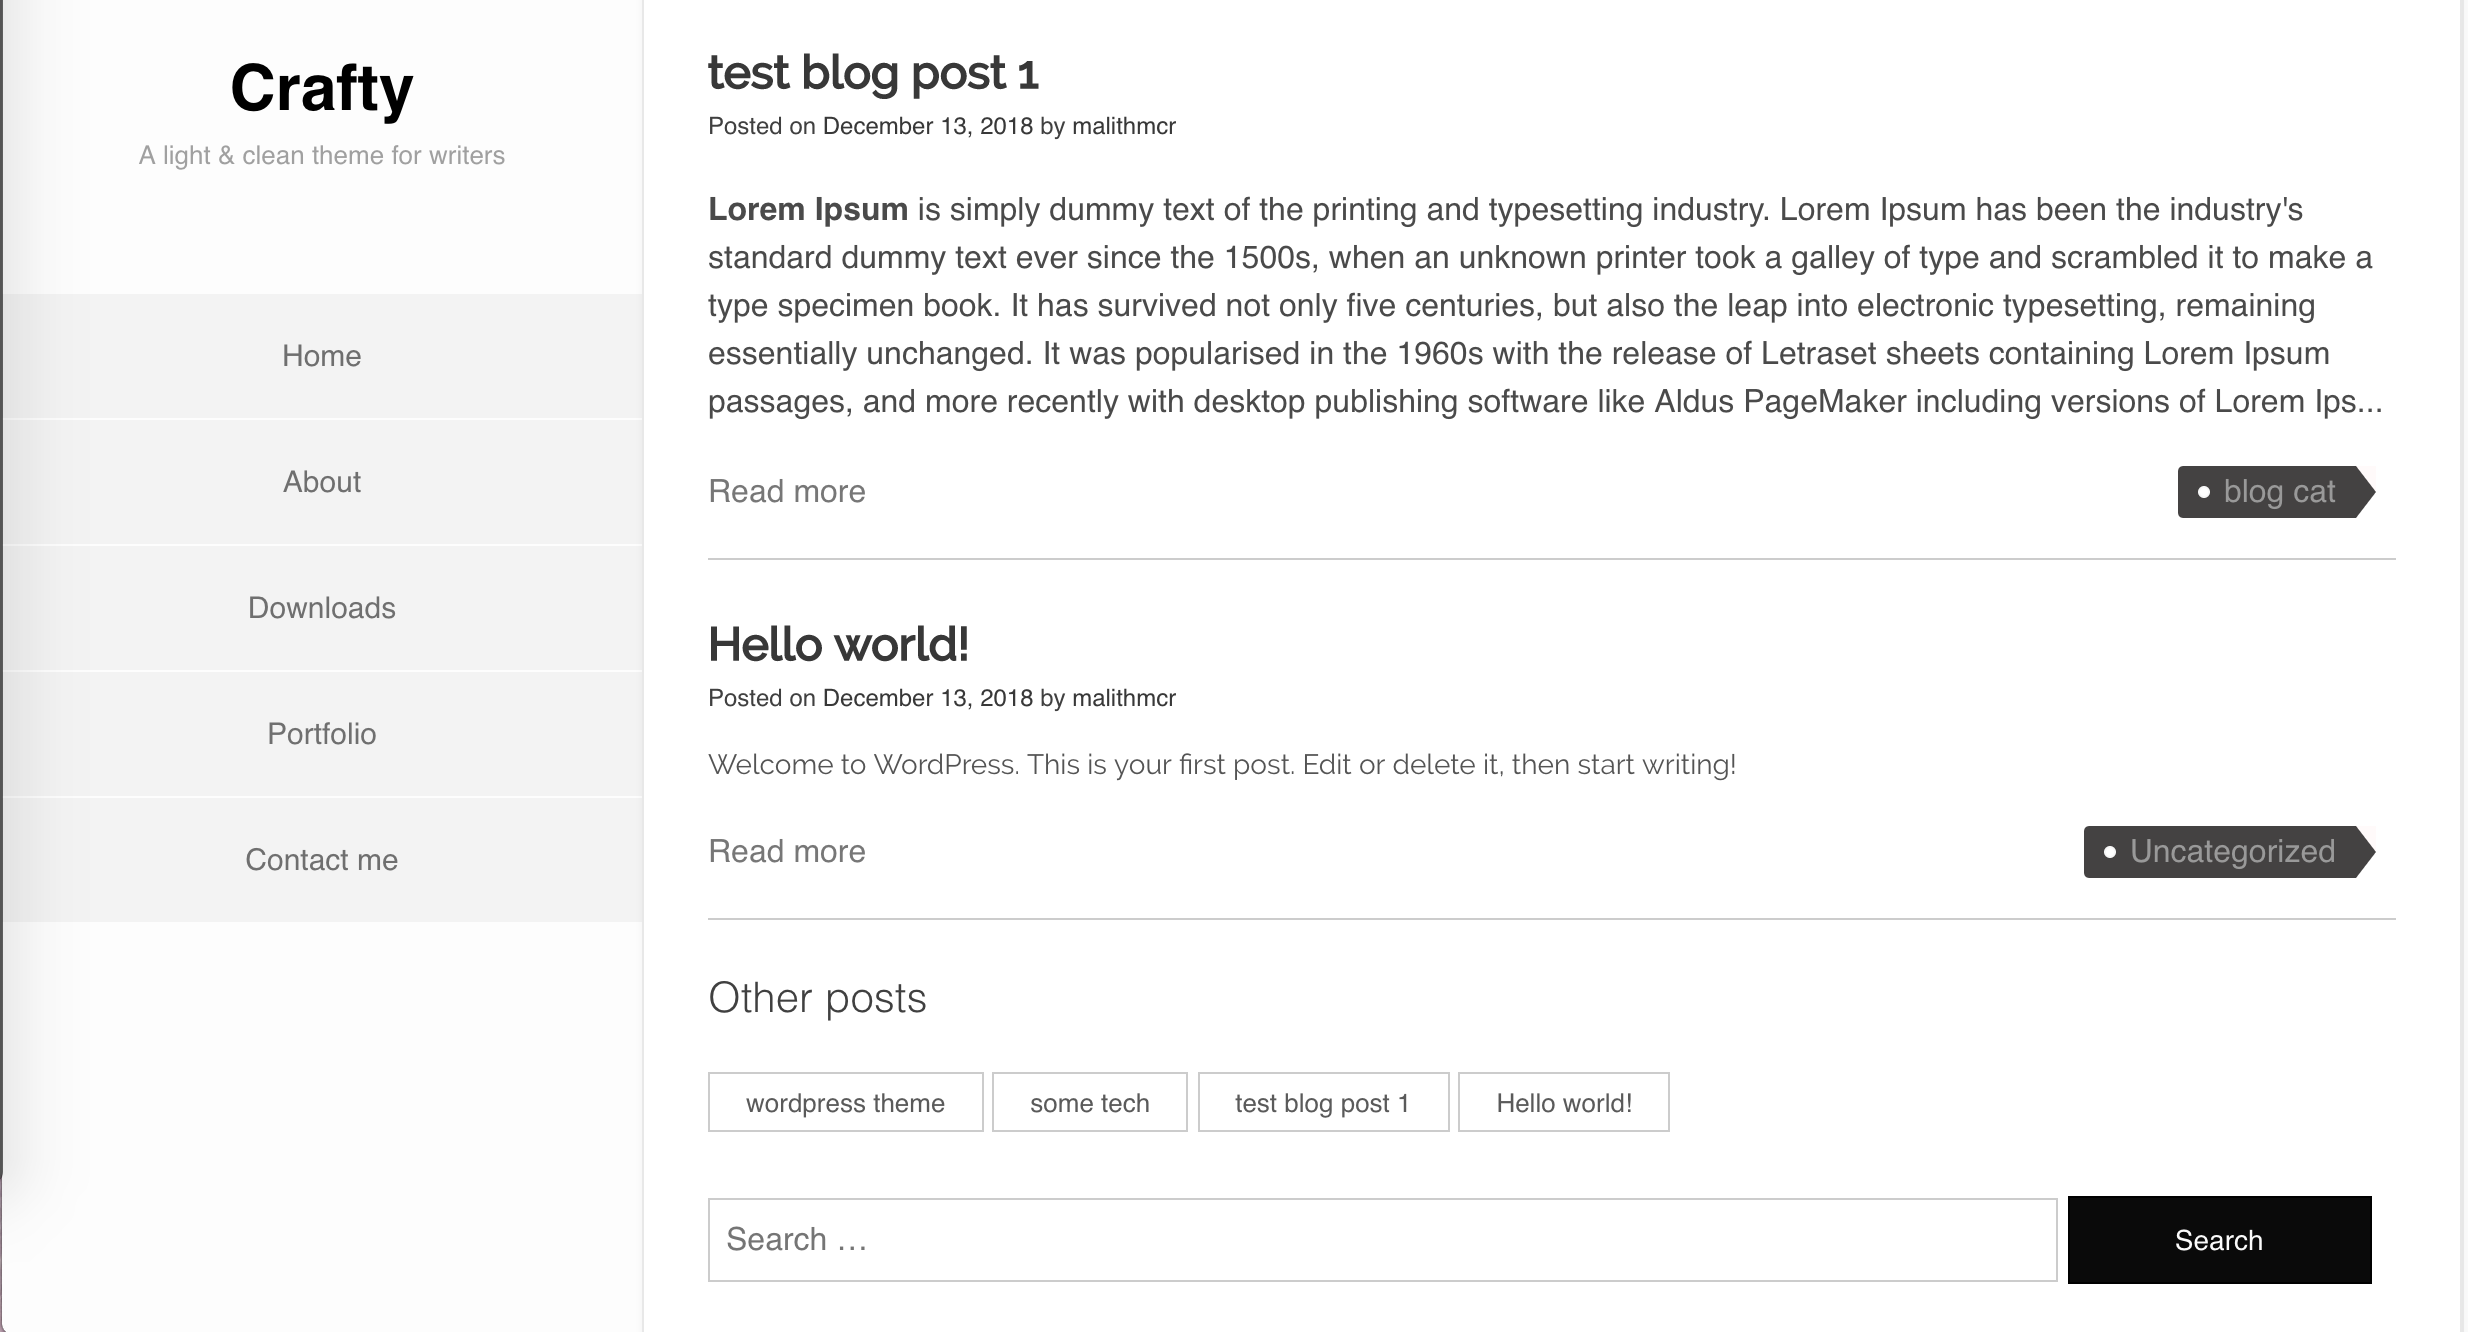 Crafty
A light & clean theme for writers
Home
About
Downloads
Portfolio
Contact me
test blog post 1
Posted on December 13, 2018 by malithmcr
Lorem Ipsum is simply dummy text of the printing and typesetting industry. Lorem Ipsum has been the industry's
standard dummy text ever since the 1500s, when an unknown printer took a galley of type and scrambled it to make a
type specimen book. It has survived not only five centuries, but also the leap into electronic typesetting, remaining
essentially unchanged. It was popularised in the 1960s with the release of Letraset sheets containing Lorem Ipsum
passages, and more recently with desktop publishing software like Aldus PageMaker including versions of Lorem Ips...
Read more
blog cat
Hello world!
Posted on December 13, 2018 by malithmcr
Welcome to WordPress. This is your first post. Edit or delete it, then start writing!
Read more
Uncategorized
Other posts
wordpress theme
some tech
test blog post 1
Hello world!
Search …
Search